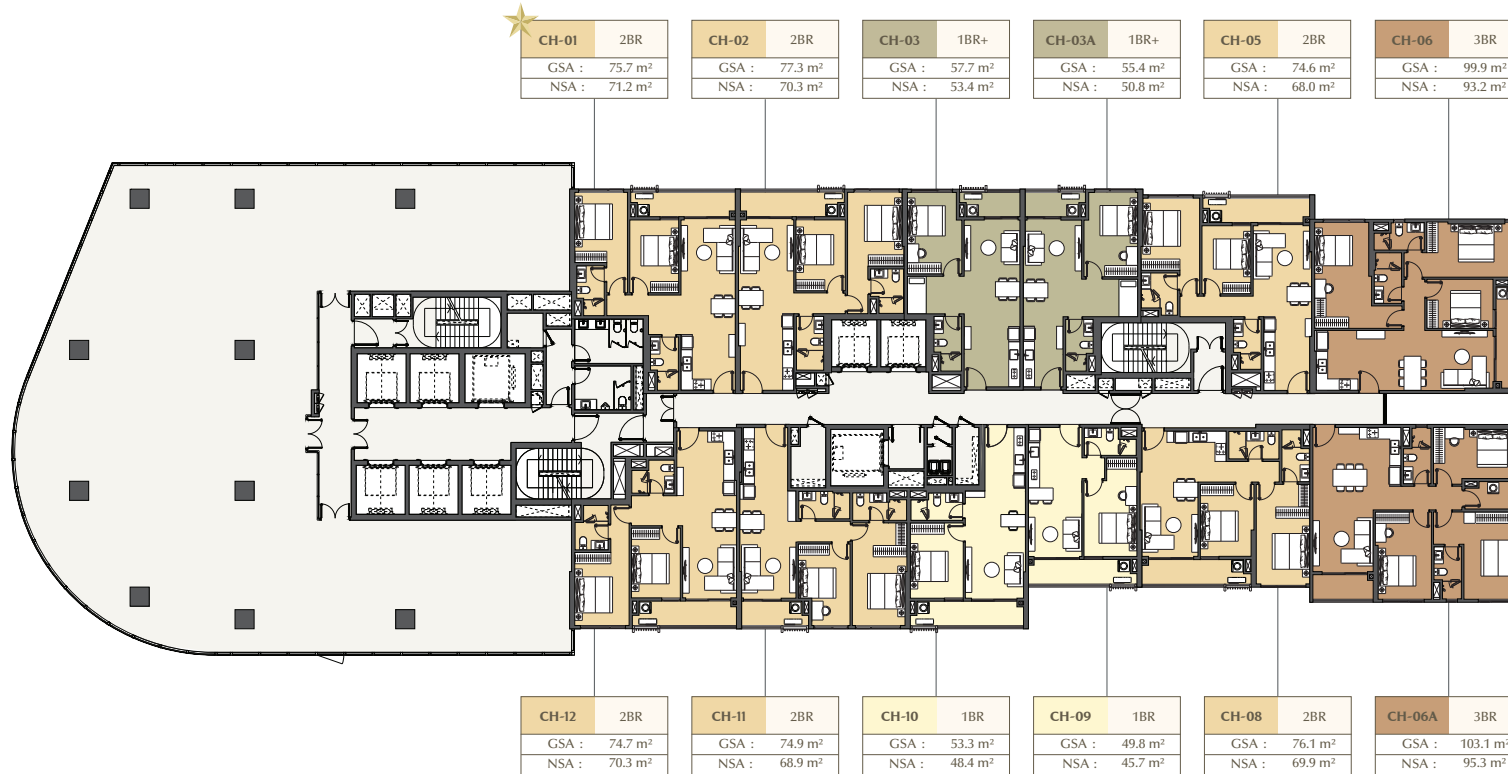 CH-01 2BR
GSA : 75.7 m²
NSA : 71.2 m²
CH-02 2BR
GSA : 77.3 m²
NSA : 70.3 m²
CH-03 1BR+
GSA : 57.7 m²
NSA : 53.4 m²
CH-03A 1BR+
GSA : 55.4 m²
NSA : 50.8 m²
CH-05 2BR
GSA : 74.6 m²
NSA : 68.0 m²
CH-06 3BR
GSA : 99.9 m²
NSA : 93.2 m²
CH-12 2BR
GSA : 74.7 m²
NSA : 70.3 m²
CH-11 2BR
GSA : 74.9 m²
NSA : 68.9 m²
CH-10 1BR
GSA : 53.3 m²
NSA : 48.4 m²
CH-09 1BR
GSA : 49.8 m²
NSA : 45.7 m²
CH-08 2BR
GSA : 76.1 m²
NSA : 69.9 m²
CH-06A 3BR
GSA : 103.1 m²
NSA : 95.3 m²